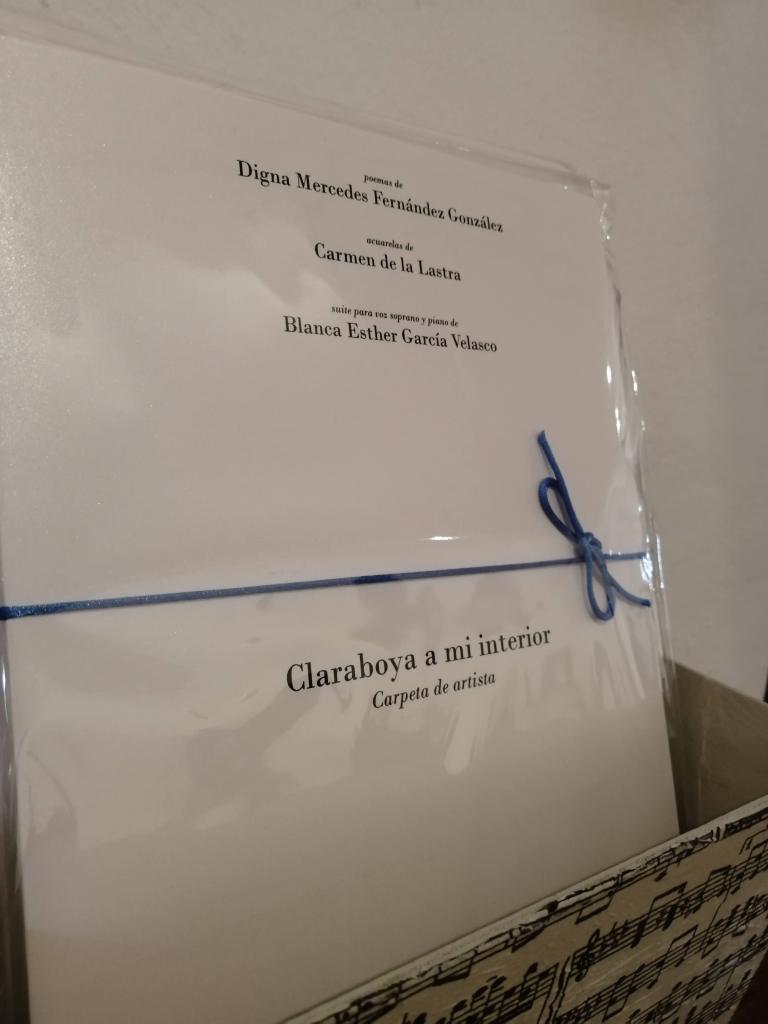 poemas de
Digna Mercedes Fernández González
acuarelas de
Carmen de la Lastra
suite para voz soprano y piano de
Blanca Esther García Velasco
Claraboya a mi interior
Carpeta de artista